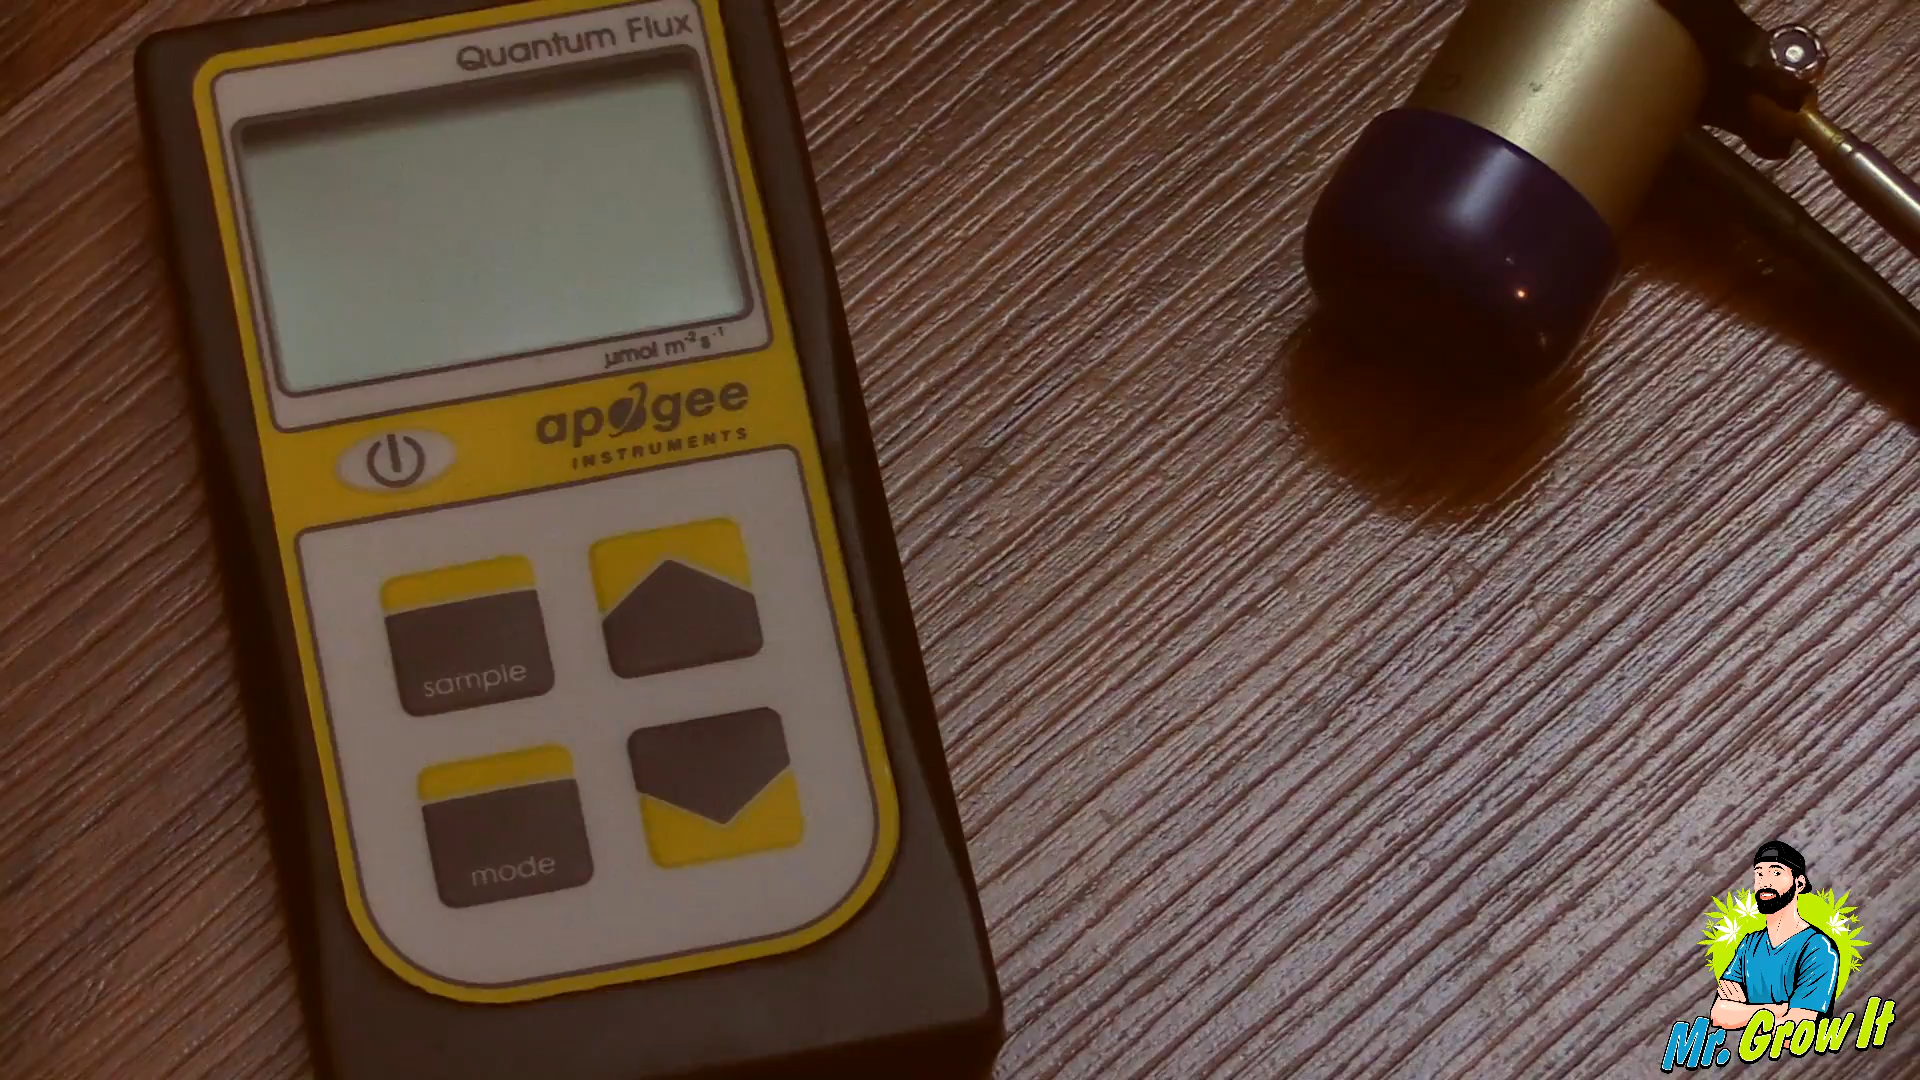 Quantum Flux
µmol m⁻² s⁻¹
apogee
INSTRUMENTS
sample
mode
Mr. Grow It